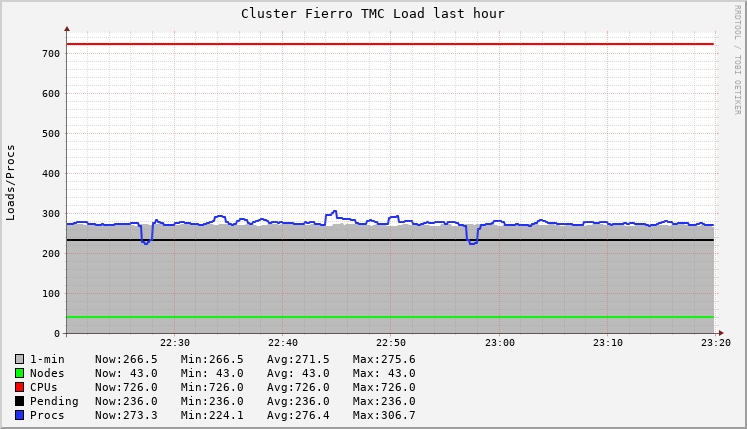 Cluster Fierro TMC Load last hour
RRDTOOL / TOBI OETIKER
Loads/Procs
700
600
500
400
300
200
100
0
22:30 22:40 22:50 23:00 23:10 23:20
1-min Now:266.5 Min:266.5 Avg:271.5 Max:275.6
Nodes Now: 43.0 Min: 43.0 Avg: 43.0 Max: 43.0
CPUs Now:726.0 Min:726.0 Avg:726.0 Max:726.0
Pending Now:236.0 Min:236.0 Avg:236.0 Max:236.0
Procs Now:273.3 Min:224.1 Avg:276.4 Max:306.7